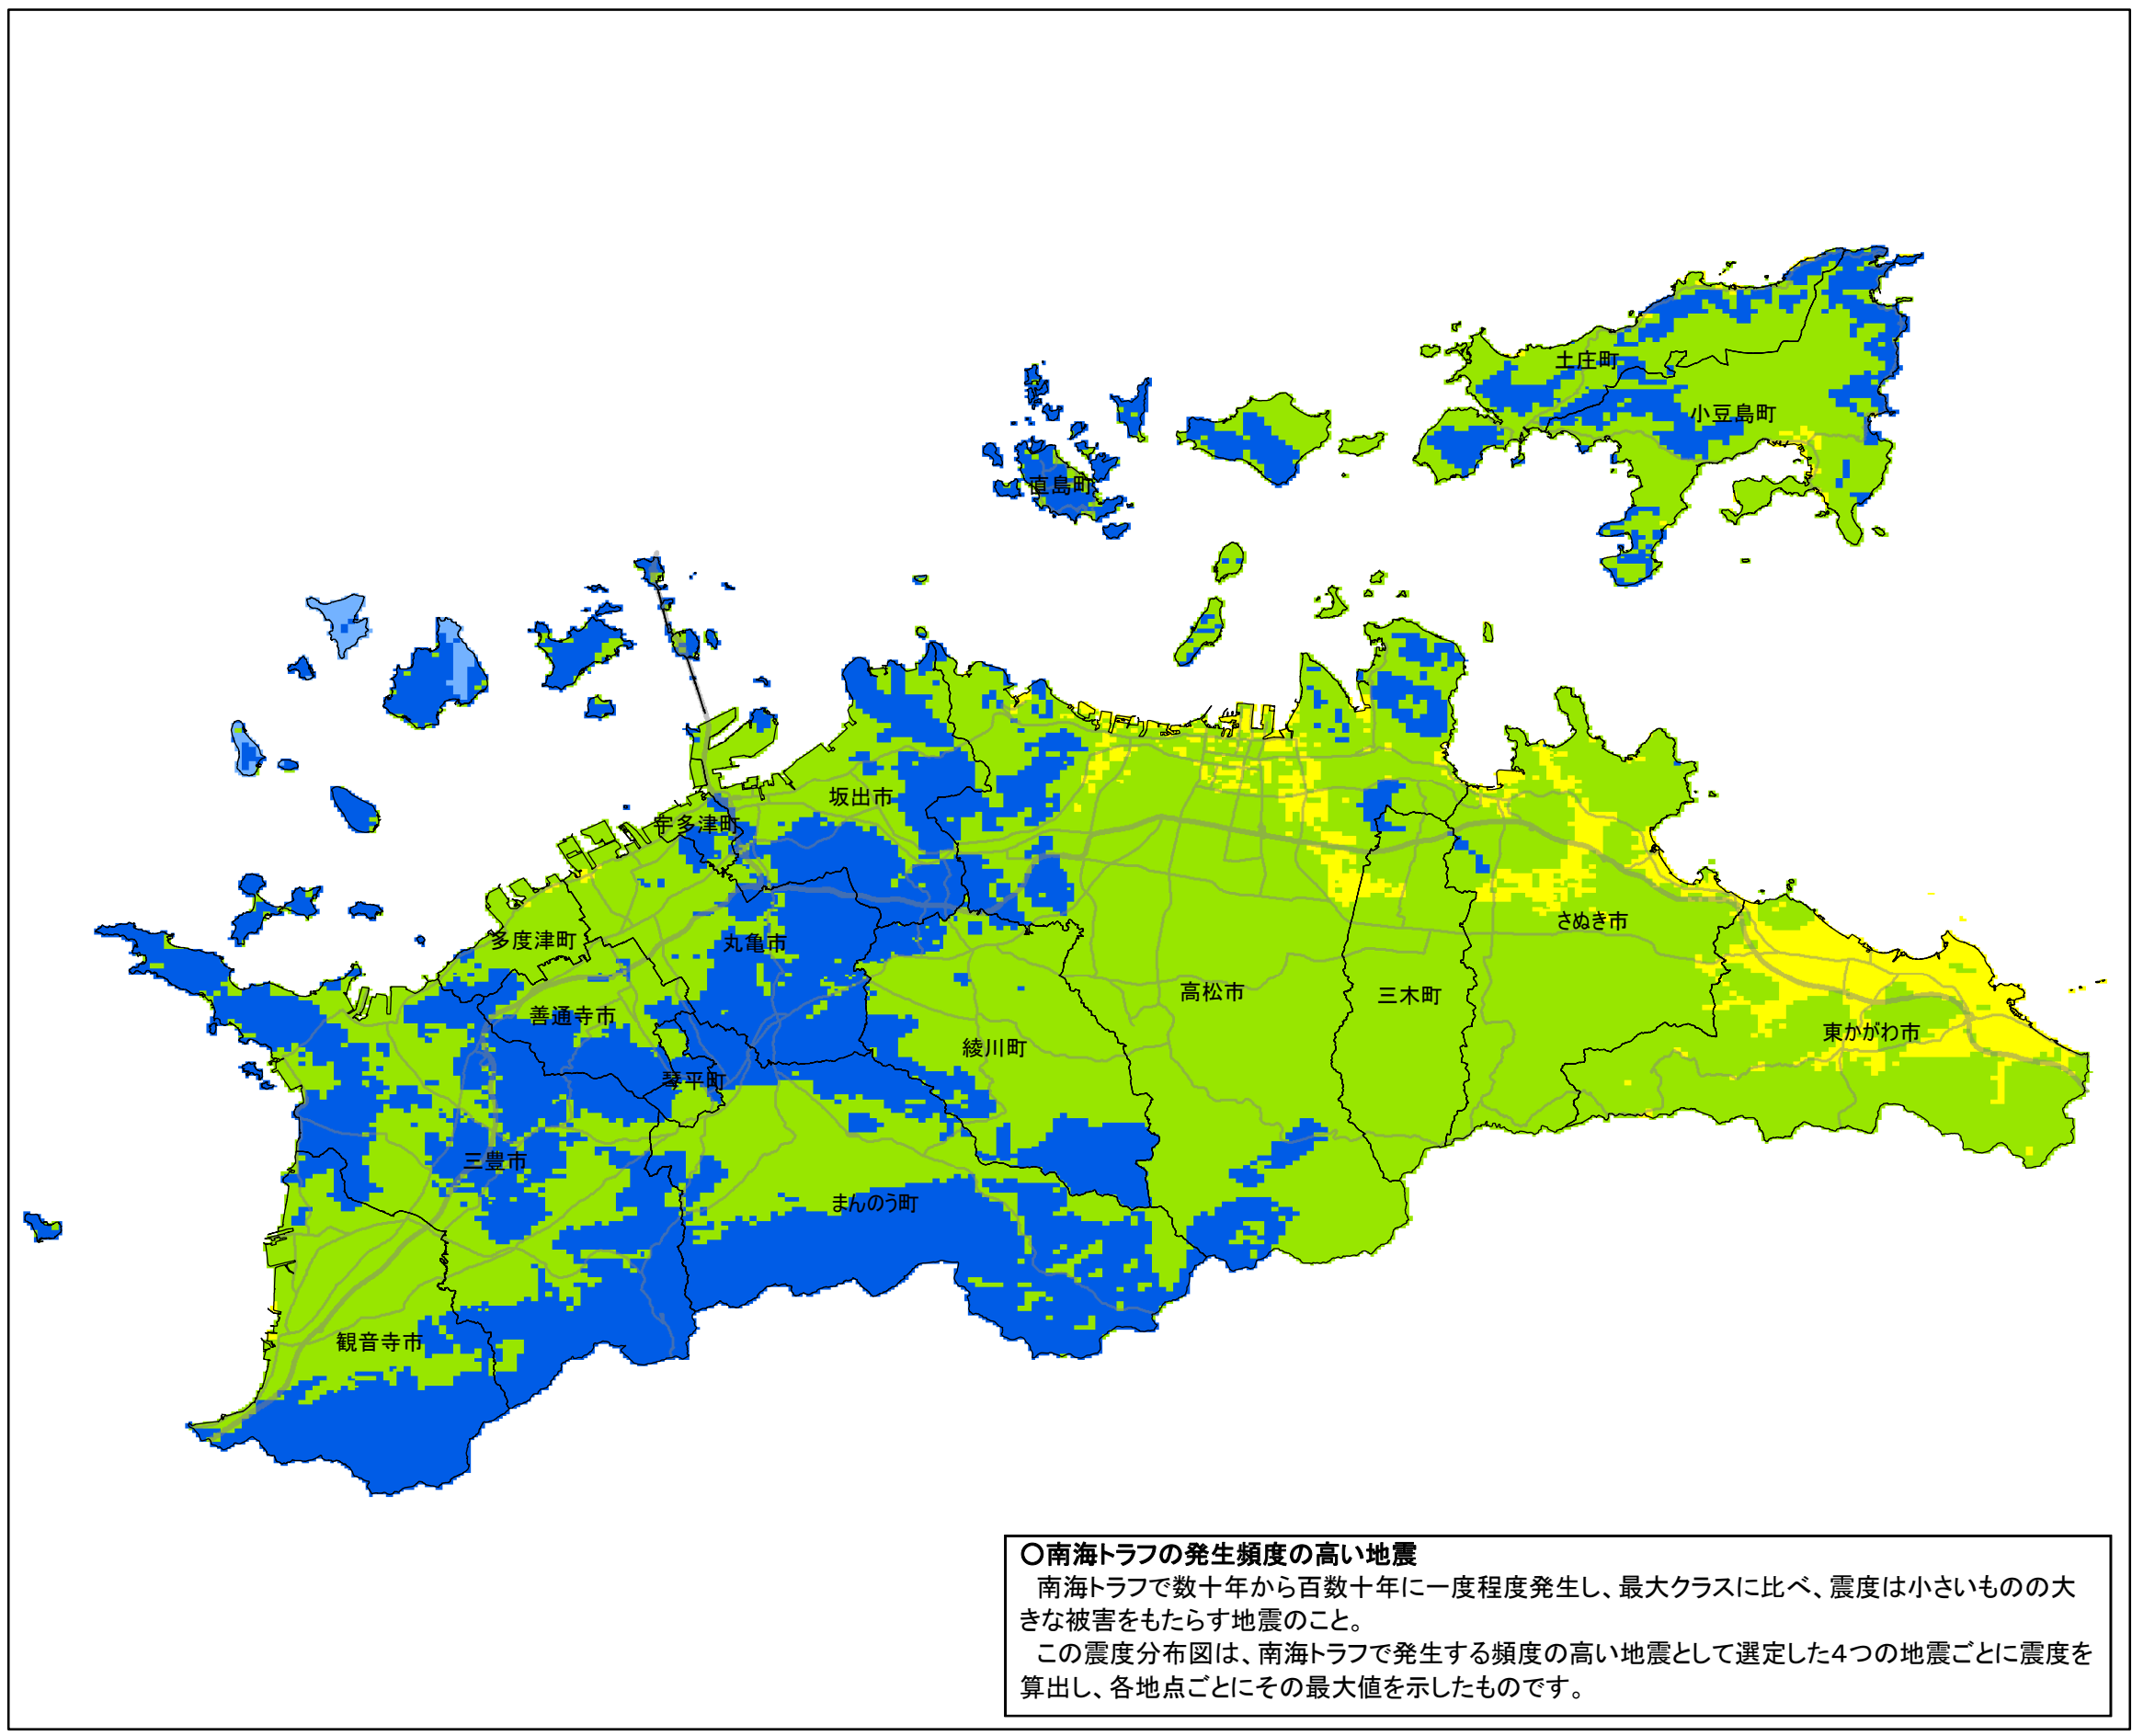 土庄町
小豆島町
直島町
坂出市
宇多津町
さぬき市
多度津町
丸亀市
高松市
三木町
善通寺市
東かがわ市
綾川町
琴平町
三豊市
まんのう町
観音寺市
〇南海トラフの発生頻度の高い地震
　南海トラフで数十年から百数十年に一度程度発生し、最大クラスに比べ、震度は小さいものの大
きな被害をもたらす地震のこと。
　この震度分布図は、南海トラフで発生する頻度の高い地震として選定した4つの地震ごとに震度を
算出し、各地点ごとにその最大値を示したものです。